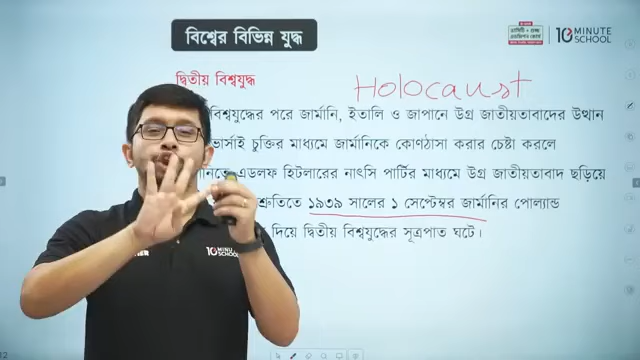 বিশ্বের বিভিন্ন যুদ্ধ
10 MINUTE SCHOOL
দ্বিতীয় বিশ্বযুদ্ধ
Holocaust
বিশ্বযুদ্ধের পরে জার্মানি, ইতালি ও জাপানে উগ্র জাতীয়তাবাদের উত্থান
ভার্সাই চুক্তির মাধ্যমে জার্মানিকে কোণঠাসা করার চেষ্টা করলে
এডলফ হিটলারের নাৎসি পার্টির মাধ্যমে উগ্র জাতীয়তাবাদ ছড়িয়ে
১৯৩৯ সালের ১ সেপ্টেম্বর জার্মানির পোল্যান্ড
দিয়ে দ্বিতীয় বিশ্বযুদ্ধের সূত্রপাত ঘটে।
10 MINUTE SCHOOL